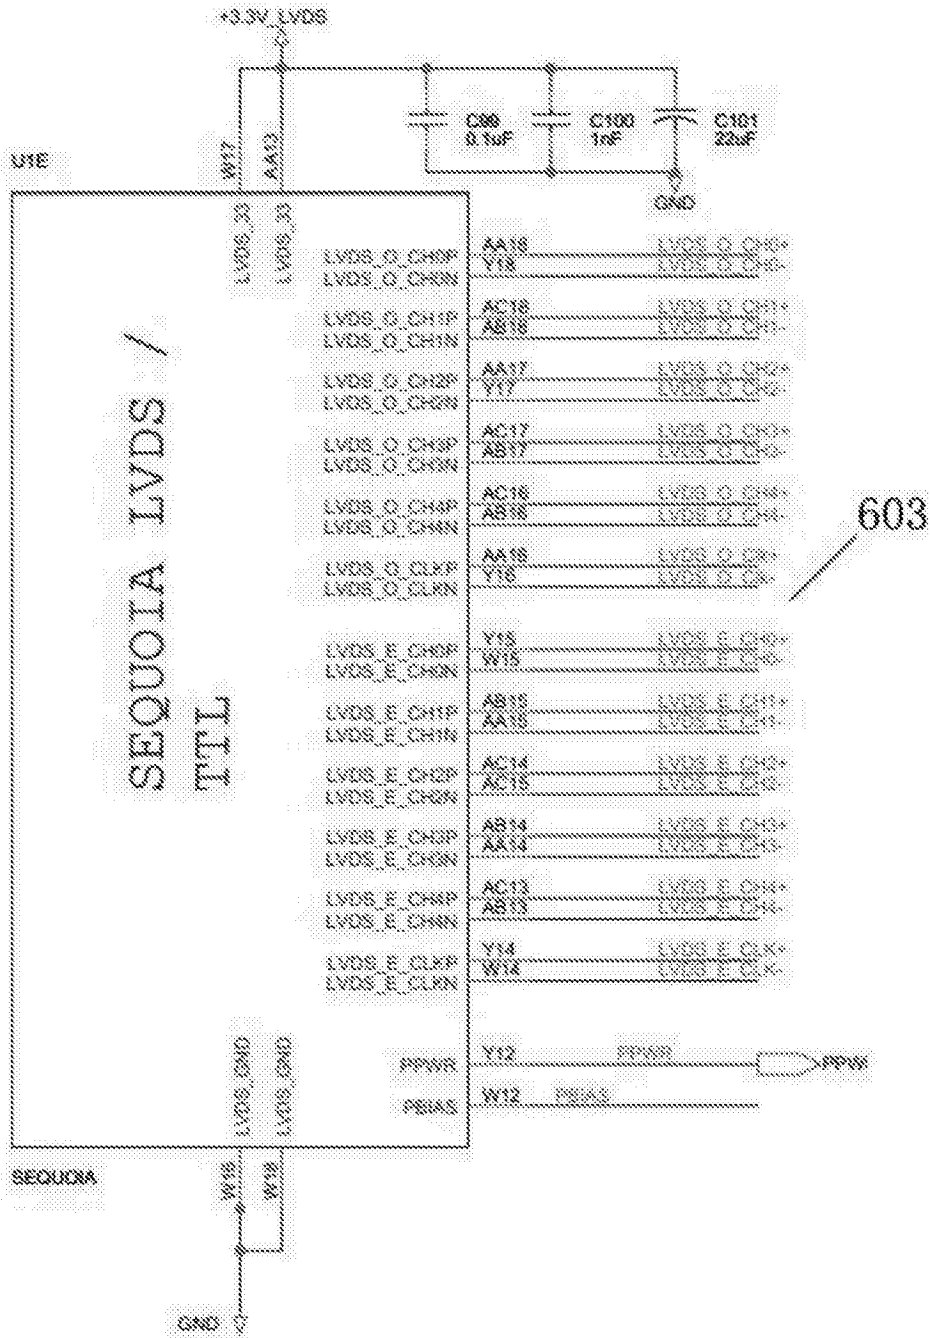 +3.3V_LVDS
C100
1nF
0.1uF
C101
22uF
GND
U1E
W17
AA13
LVDS_33
LVDS_33
SEQUOIA LVDS /
TTL
LVDS_O_CH0P
LVDS_O_CH0N
LVDS_O_CH1P
LVDS_O_CH1N
LVDS_O_CH2P
LVDS_O_CH2N
LVDS_O_CH3P
LVDS_O_CH3N
LVDS_O_CH4P
LVDS_O_CH4N
LVDS_O_CLKP
LVDS_O_CLKN
LVDS_E_CH0P
LVDS_E_CH0N
LVDS_E_CH1P
LVDS_E_CH1N
LVDS_E_CH2P
LVDS_E_CH2N
LVDS_E_CH3P
LVDS_E_CH3N
LVDS_E_CH4P
LVDS_E_CH4N
LVDS_E_CLKP
LVDS_E_CLKN
PPWR
PBIAS
AA18 LVDS_O_CH0+
Y18 LVDS_O_CH0-
AC18 LVDS_O_CH1+
AB18 LVDS_O_CH1-
AA17 LVDS_O_CH2+
Y17 LVDS_O_CH2-
AC17 LVDS_O_CH3+
AB17 LVDS_O_CH3-
AC16 LVDS_O_CH4+
AB16 LVDS_O_CH4-
AA16
Y16
603
Y15 LVDS_E_CH0+
W15 LVDS_E_CH0-
AB15 LVDS_E_CH1+
AA15 LVDS_E_CH1-
AC14 LVDS_E_CH2+
AC15 LVDS_E_CH2-
AB14 LVDS_E_CH3+
AA14 LVDS_E_CH3-
AC13 LVDS_E_CH4+
AB13 LVDS_E_CH4-
Y14 LVDS_E_CLK+
W14 LVDS_E_CLK-
Y12 PPWR
W12 PBIAS
LVDS_GND
LVDS_GND
W16
W18
SEQUOIA
GND